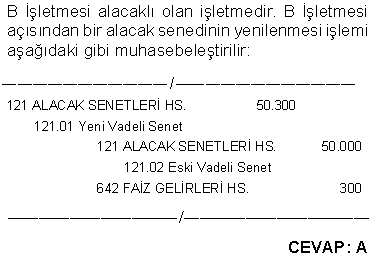 B İşletmesi alacaklı olan işletmedir. B İşletmesi
açısından bir alacak senedinin yenilenmesi işlemi
aşağıdaki gibi muhasebeleştirilir:
/
121 ALACAK SENETLERİ HS. 50.300
121.01 Yeni Vadeli Senet
121 ALACAK SENETLERİ HS. 50.000
121.02 Eski Vadeli Senet
642 FAİZ GELİRLERİ HS. 300
/
CEVAP: A